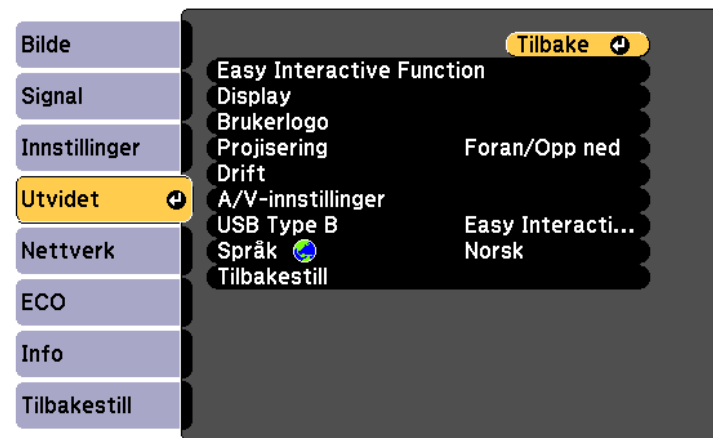 Bilde
Signal
Innstillinger
Utvidet
Nettverk
ECO
Info
Tilbakestill
Tilbake
Easy Interactive Function
Display
Brukerlogo
Projisering Foran/Opp ned
Drift
A/V-innstillinger
USB Type B Easy Interacti...
Språk Norsk
Tilbakestill